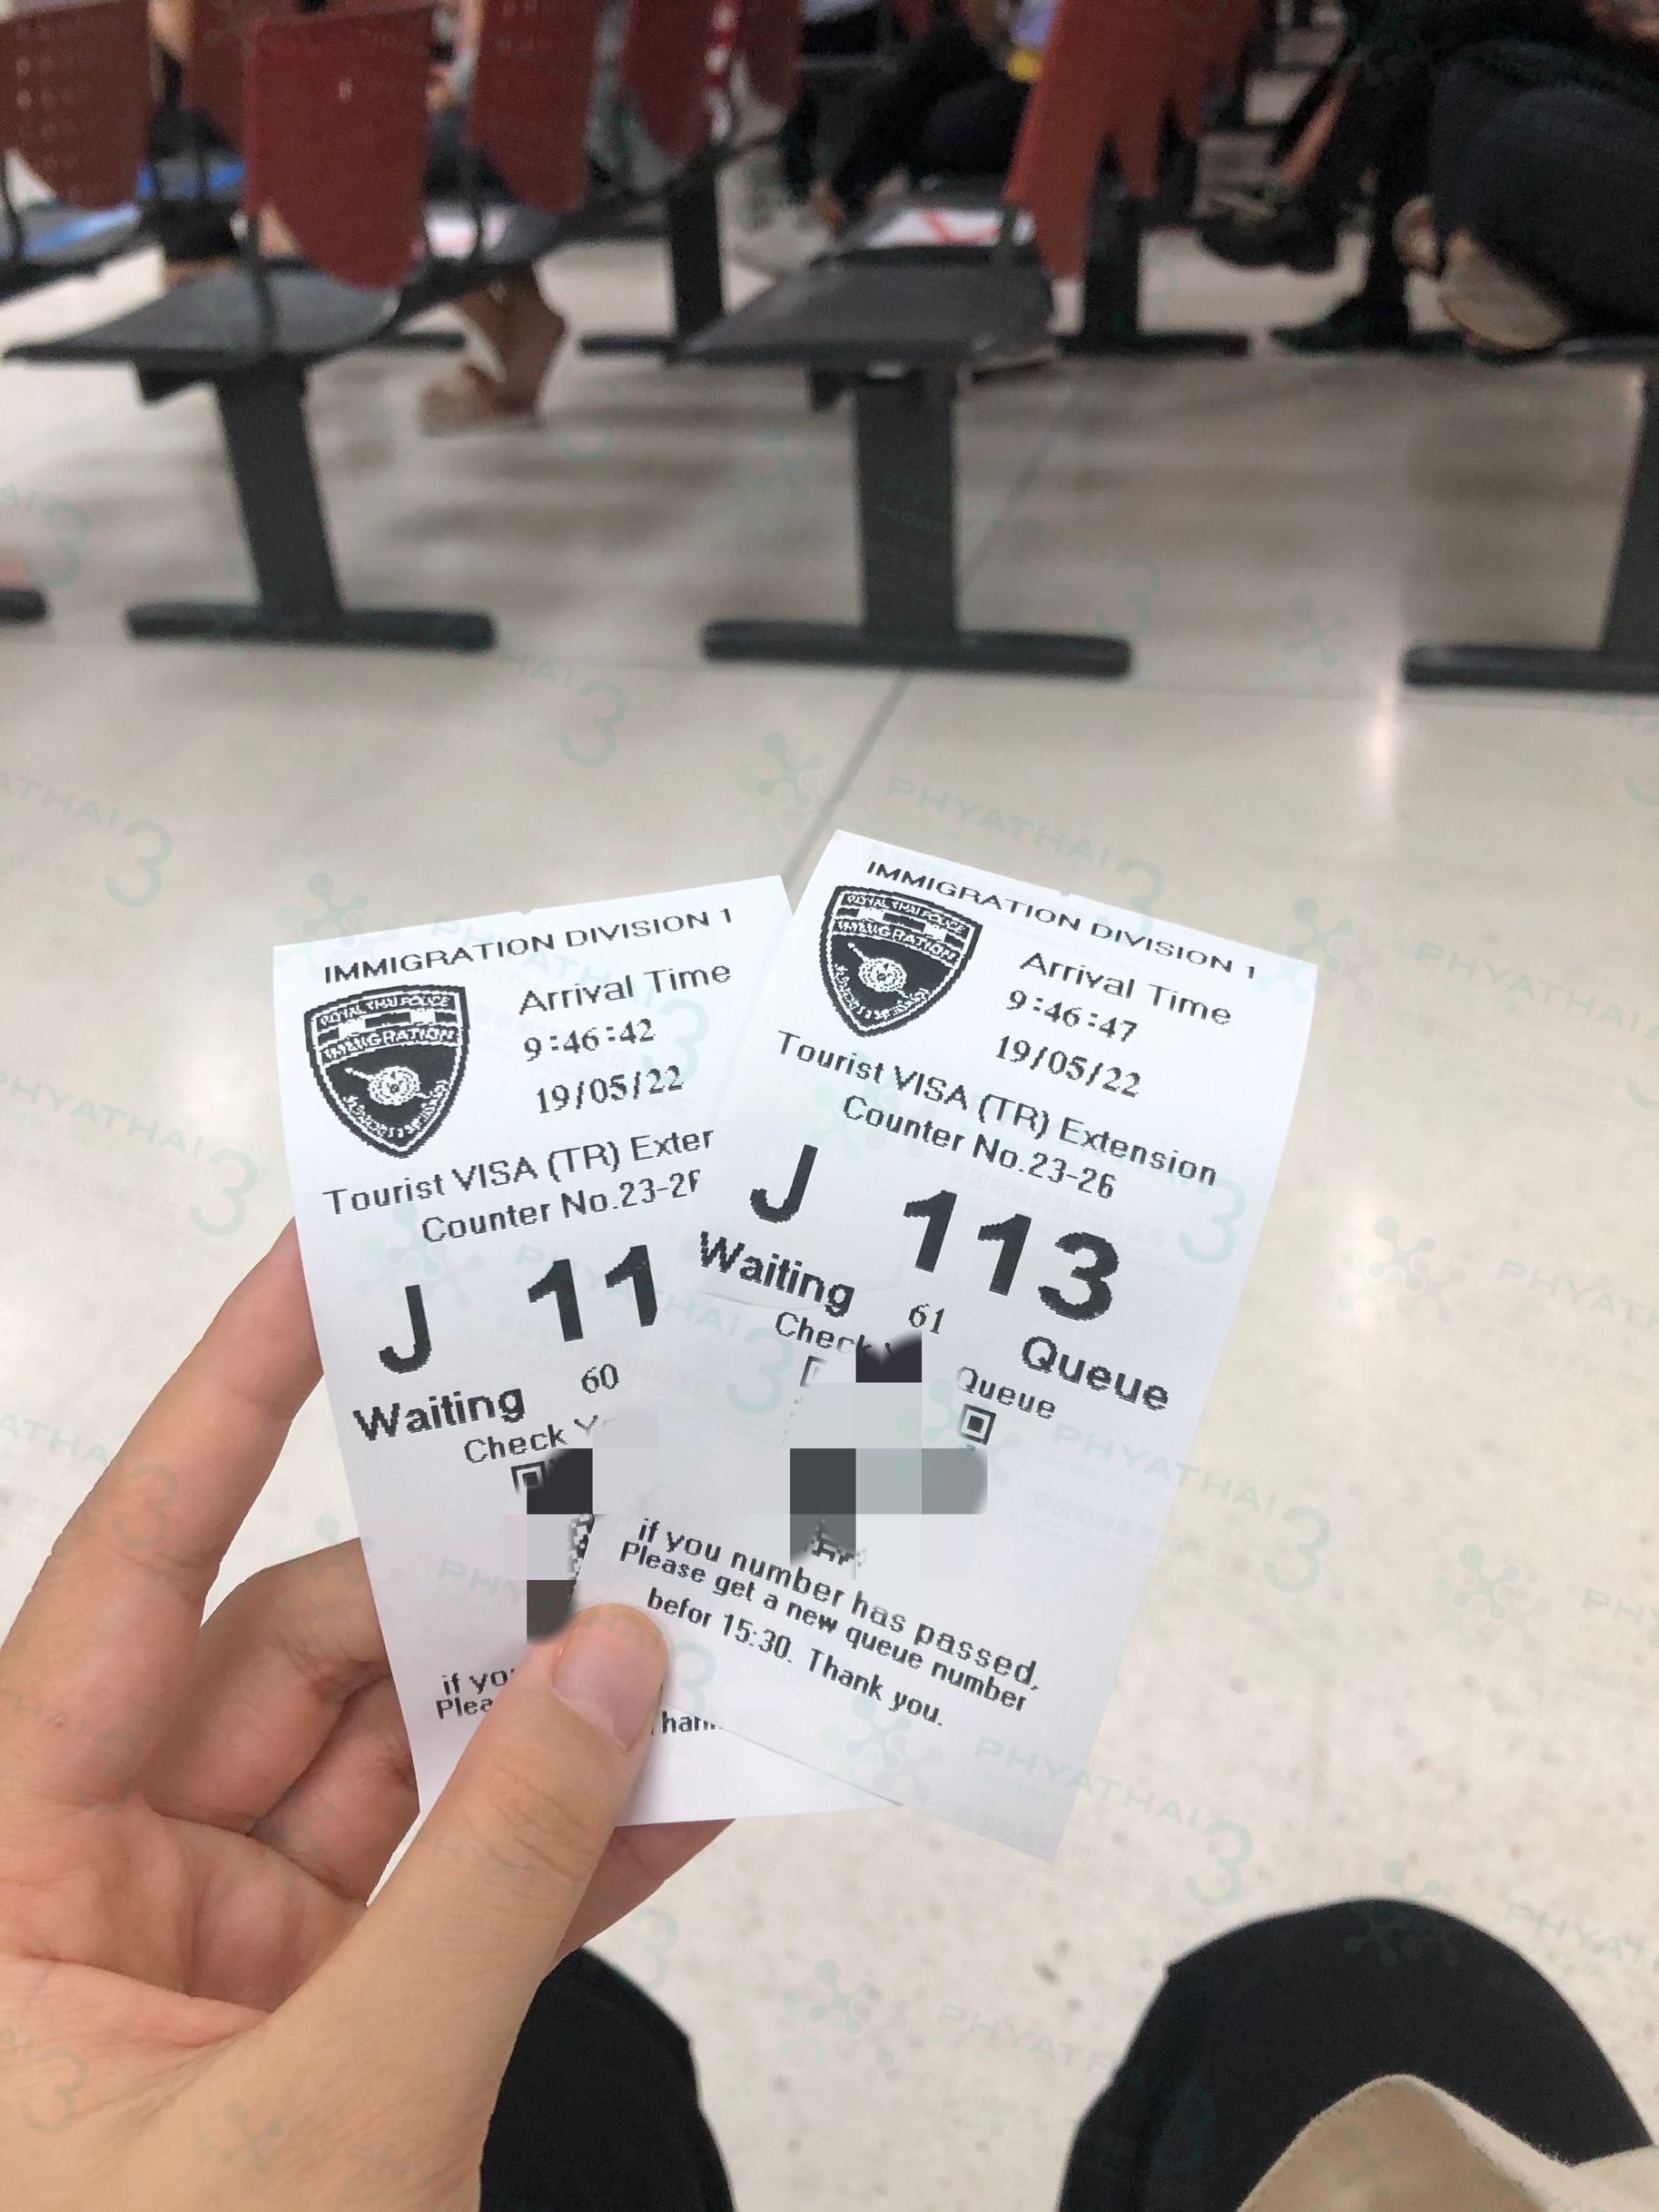 IMMIGRATION DIVISION 1
ROYAL THAI POLICE
IMMIGRATION
Arrival Time
9:46:42
19/05/22
Tourist VISA (TR) Exter
Counter No.23-2
J 11
Waiting 60
Check
if yo
Plea
IMMIGRATION DIVISION 1
ROYAL THAI POLICE
IMMIGRATION
Arrival Time
9:46:47
19/05/22
Tourist VISA (TR) Extension
Counter No.23-26
J 113
Waiting 61 Queue
Check Queue
if you number has passed,
Please get a new queue number
befor 15:30. Thank you.
PHYATHAI 3